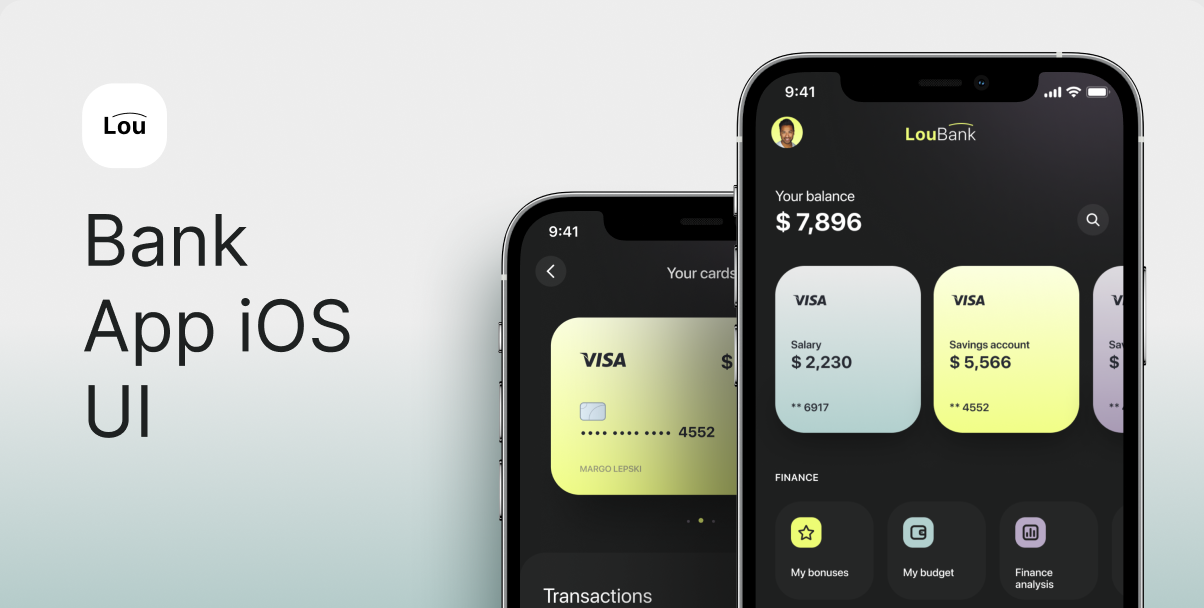 Lou
Bank
App iOS
UI
9:41
Your cards
VISA
$
•••• •••• •••• 4552
MARGO LEPSKI
Transactions
9:41
LouBank
Your balance
$ 7,896
VISA
Salary
$ 2,230
** 6917
VISA
Savings account
$ 5,566
** 4552
$
**
FINANCE
My bonuses
My budget
Finance
analysis